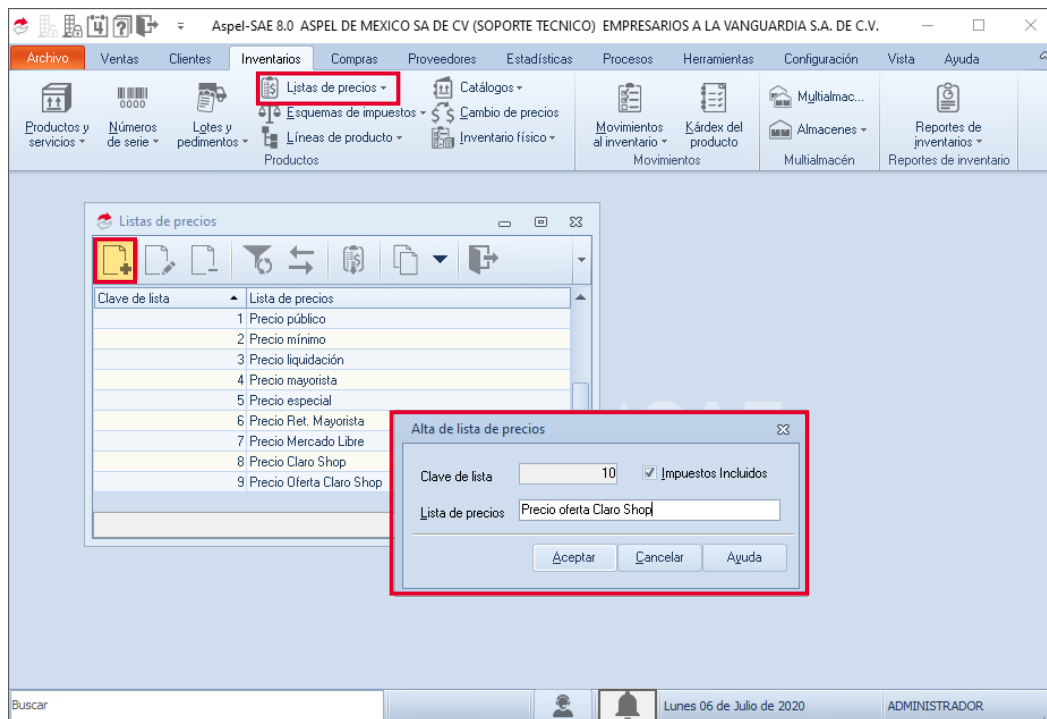 Aspel-SAE 8.0 ASPEL DE MEXICO SA DE CV (SOPORTE TECNICO) EMPRESARIOS A LA VANGUARDIA S.A. DE C.V.
Archivo Ventas Clientes Inventarios Compras Proveedores Estadísticas Procesos Herramientas Configuración Vista Ayuda
Productos y servicios
Números de serie
Lotes y pedimentos
Listas de precios
Esquemas de impuestos
Líneas de producto
Catálogos
Cambio de precios
Inventario físico
Productos
Movimientos al inventario
Kárdex del producto
Movimientos
Multialmac...
Almacenes
Multialmacén
Reportes de inventarios
Reportes de inventario
Listas de precios
Clave de lista Lista de precios
1 Precio público
2 Precio mínimo
3 Precio liquidación
4 Precio mayorista
5 Precio especial
6 Precio Ret. Mayorista
7 Precio Mercado Libre
8 Precio Claro Shop
9 Precio Oferta Claro Shop
Alta de lista de precios
Clave de lista 10 Impuestos Incluidos
Lista de precios Precio oferta Claro Shop
Aceptar Cancelar Ayuda
Buscar Lunes 06 de Julio de 2020 ADMINISTRADOR